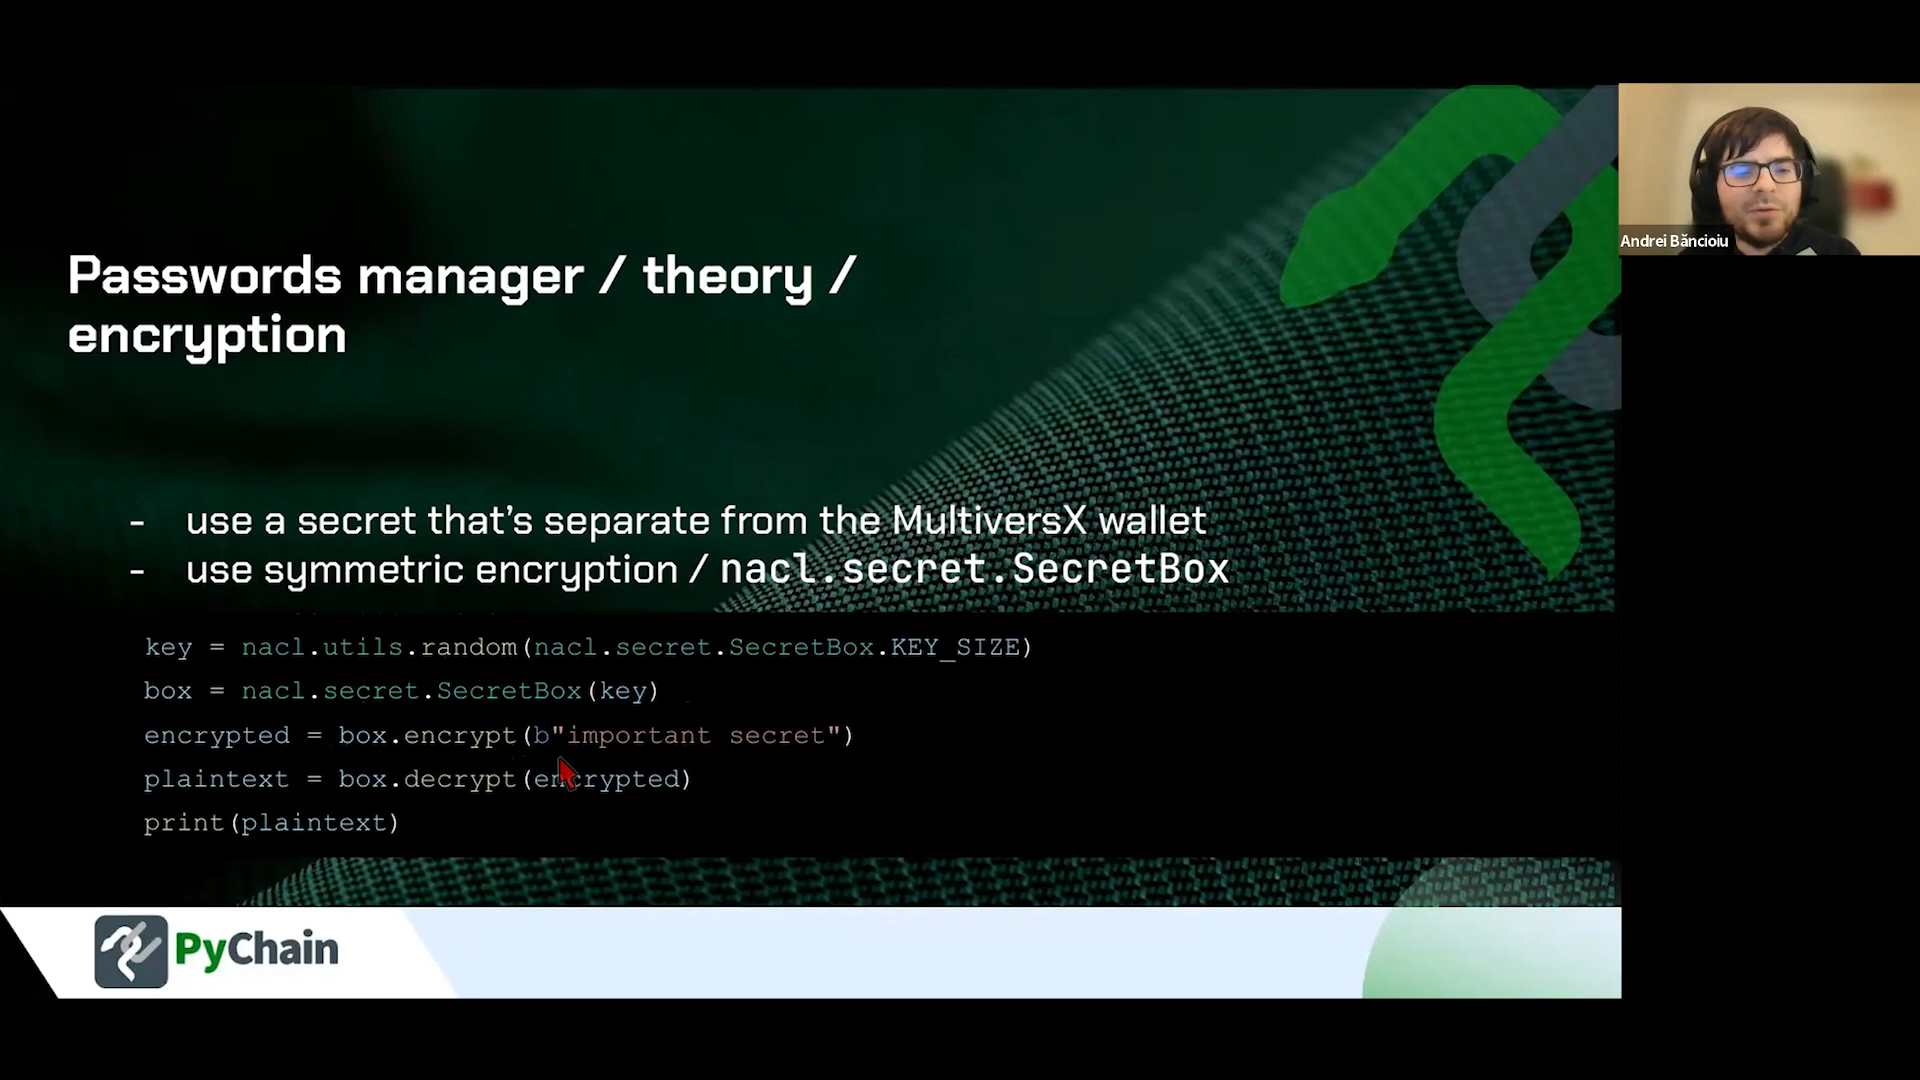 Passwords manager / theory /
encryption
Andrei Băncioiu
- use a secret that's separate from the MultiversX wallet
- use symmetric encryption / nacl.secret.SecretBox
key = nacl.utils.random(nacl.secret.SecretBox.KEY_SIZE)
box = nacl.secret.SecretBox(key)
encrypted = box.encrypt(b"important secret")
plaintext = box.decrypt(encrypted)
print(plaintext)
PyChain